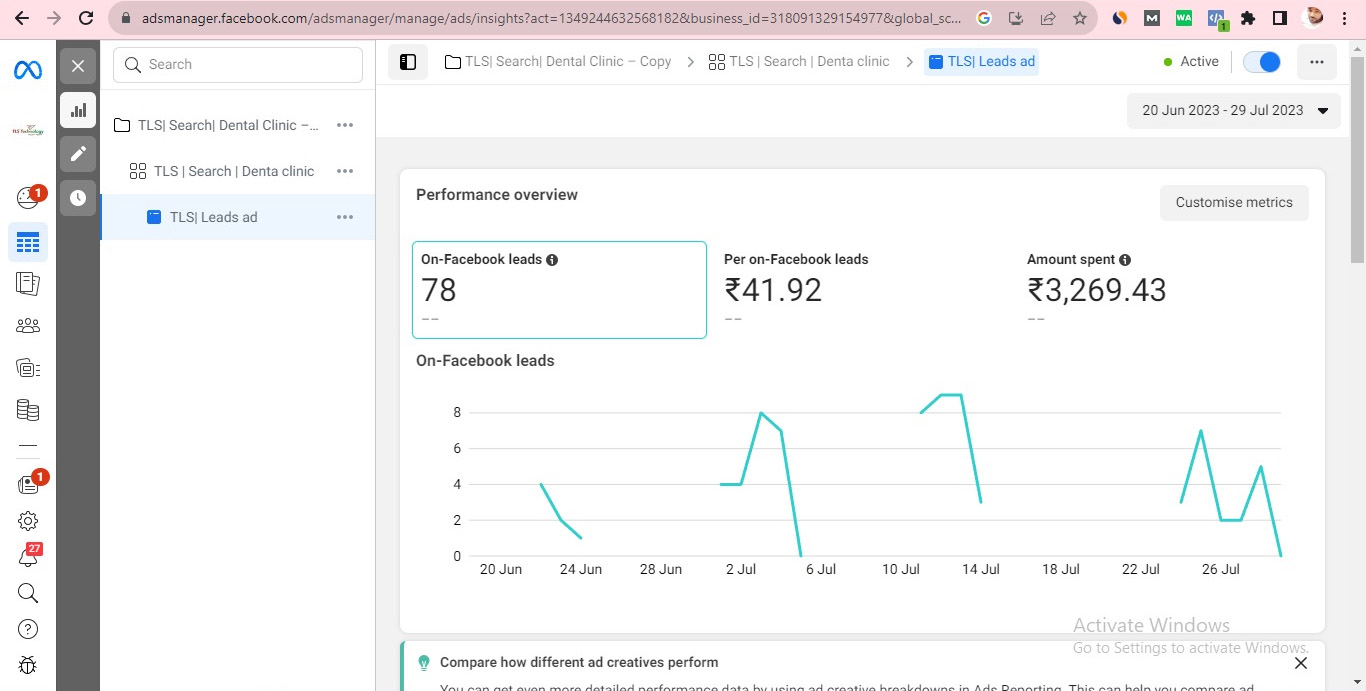 adsmanager.facebook.com/adsmanager/manage/ads/insights?act=1349244632568182&business_id=318091329154977&global_sc...
1
Search
TLS| Search| Dental Clinic – Copy
TLS | Search | Denta clinic
TLS| Leads ad
Active
20 Jun 2023 - 29 Jul 2023
TLS| Search| Dental Clinic –...
TLS | Search | Denta clinic
TLS| Leads ad
1
1
27
Performance overview
Customise metrics
On-Facebook leads
78
––
Per on-Facebook leads
₹41.92
––
Amount spent
₹3,269.43
––
On-Facebook leads
8
6
4
2
0
20 Jun 24 Jun 28 Jun 2 Jul 6 Jul 10 Jul 14 Jul 18 Jul 22 Jul 26 Jul
Activate Windows
Go to Settings to activate Windows.
Compare how different ad creatives perform
You can get even more detailed performance data by using ad creative breakdowns in Ads Reporting. This can help you compare ad